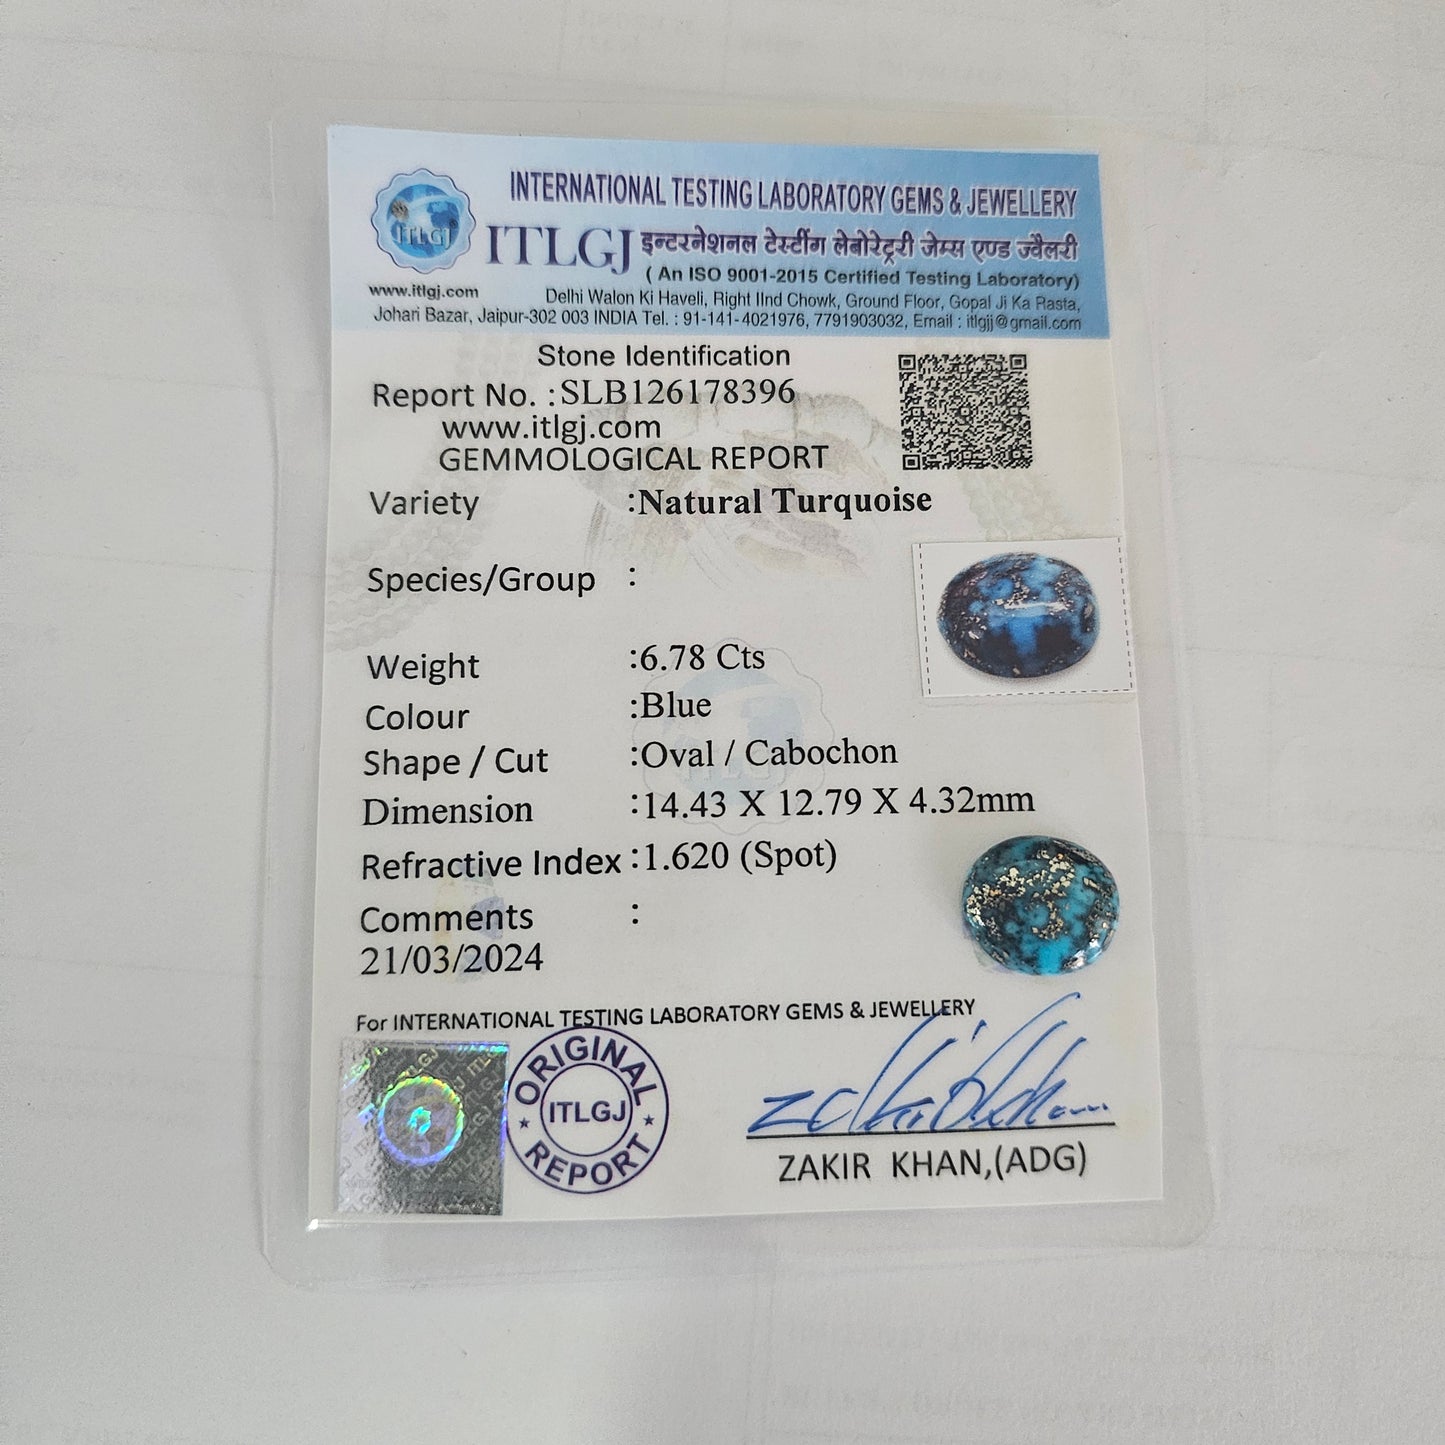 INTERNATIONAL TESTING LABORATORY GEMS & JEWELLERY
ITLGJ
ITLGJ इन्टरनेशनल टेस्टींग लेबोरेट्ररी जेम्स एण्ड ज्वैलरी
( An ISO 9001-2015 Certified Testing Laboratory)
www.itlgj.com
Delhi Walon Ki Haveli, Right IInd Chowk, Ground Floor, Gopal Ji Ka Rasta,
Johari Bazar, Jaipur-302 003 INDIA Tel. : 91-141-4021976, 7791903032, Email : itlgjj@gmail.com
Stone Identification
Report No. :SLB126178396
www.itlgj.com
GEMMOLOGICAL REPORT
Variety :Natural Turquoise
Species/Group :
Weight :6.78 Cts
Colour :Blue
Shape / Cut :Oval / Cabochon
Dimension :14.43 X 12.79 X 4.32mm
Refractive Index :1.620 (Spot)
Comments :
21/03/2024
For INTERNATIONAL TESTING LABORATORY GEMS & JEWELLERY
ORIGINAL
ITLGJ
REPORT
ZAKIR KHAN,(ADG)